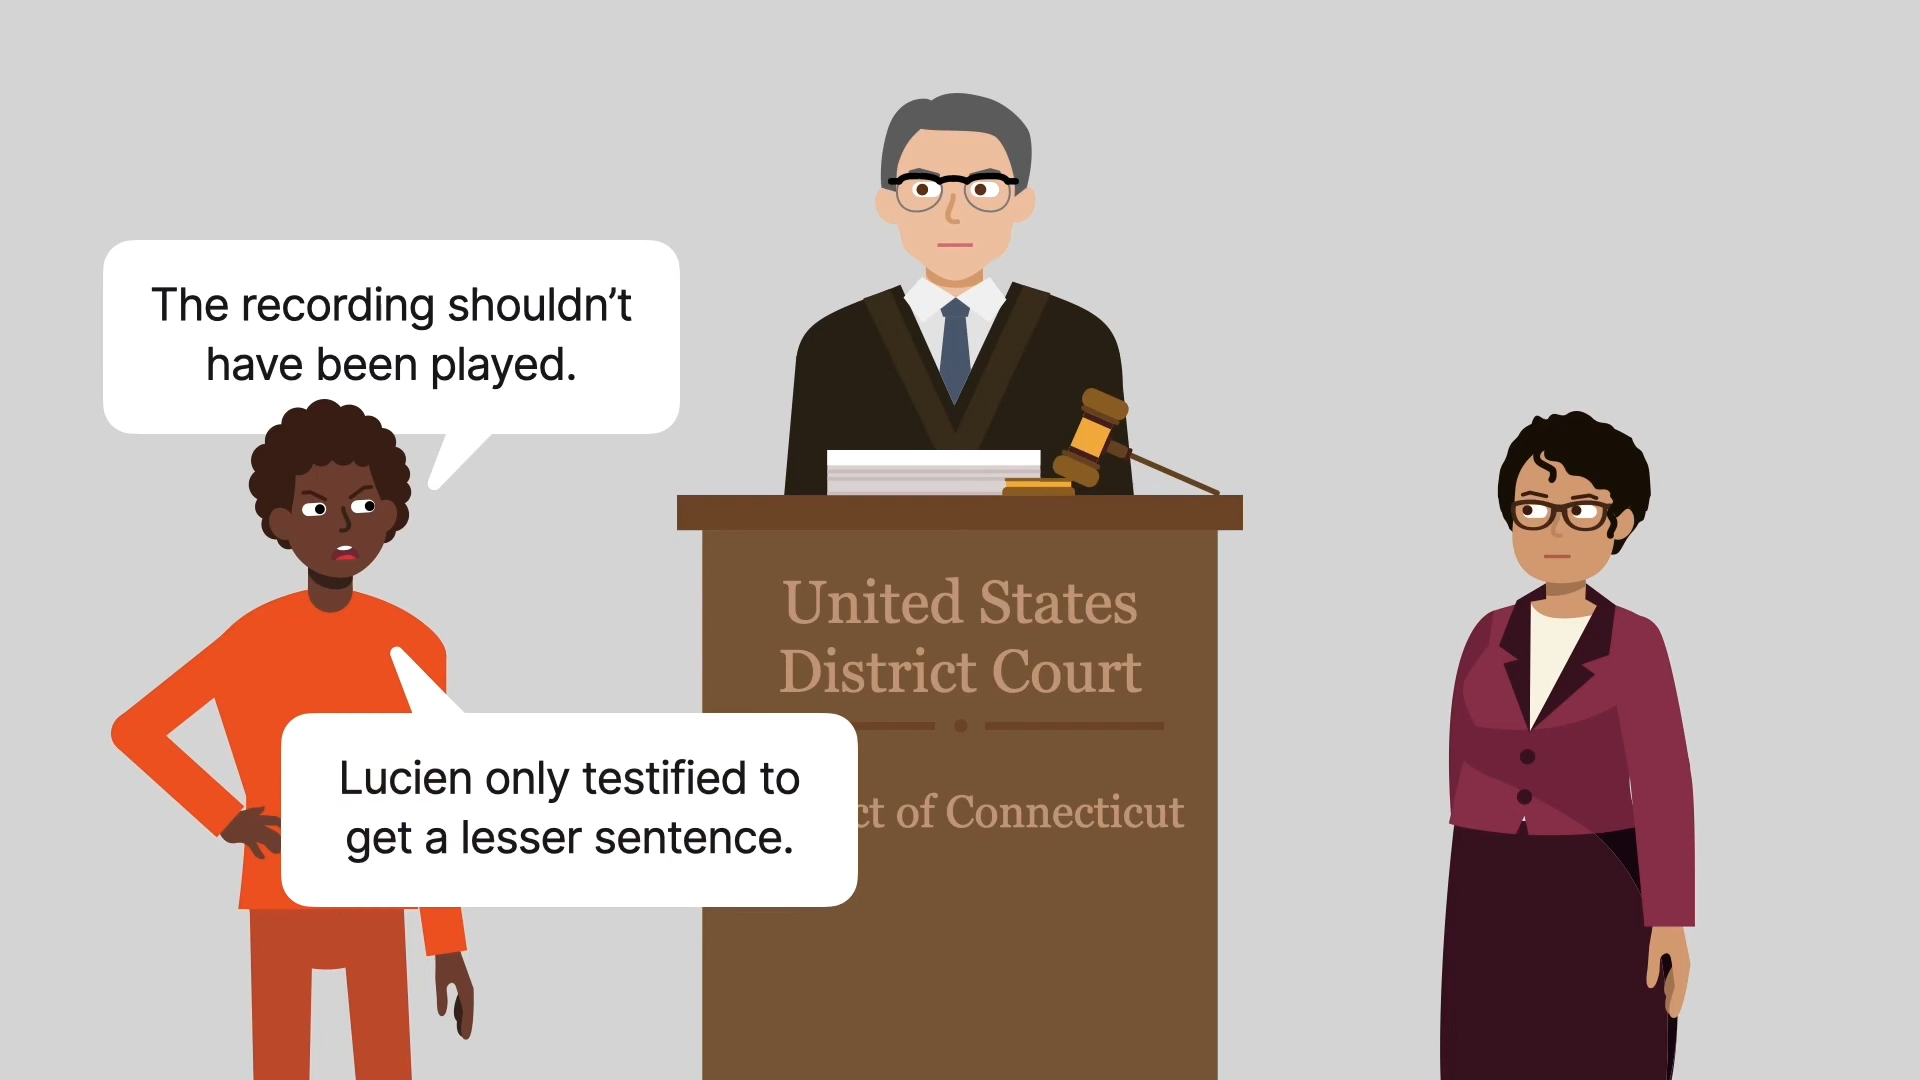 The recording shouldn’t
have been played.
United States
District Court
Lucien only testified to
get a lesser sentence.
of Connecticut